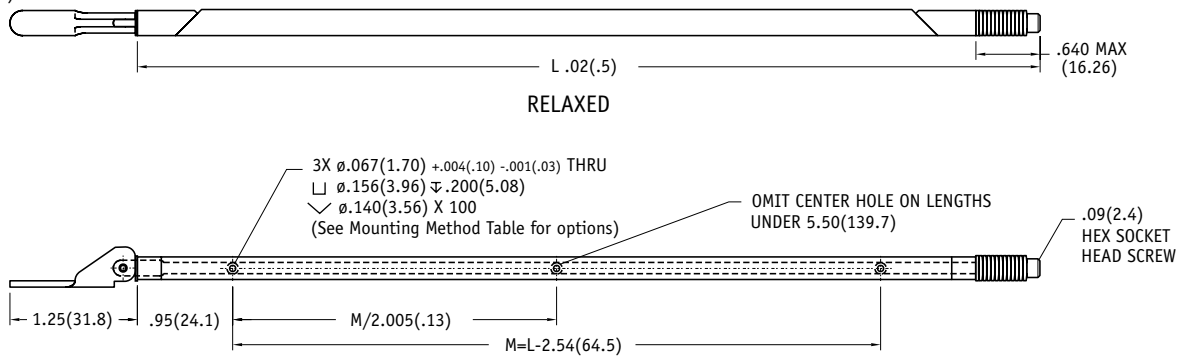 )
L .02(.5)
.640 MAX
(16.26)
RELAXED
3X ø.067(1.70) +.004(.10) -.001(.03) THRU
⌴ ø.156(3.96) ↧.200(5.08)
⌵ ø.140(3.56) X 100
(See Mounting Method Table for options)
OMIT CENTER HOLE ON LENGTHS
UNDER 5.50(139.7)
.09(2.4)
HEX SOCKET
HEAD SCREW
1.25(31.8)
.95(24.1)
M/2.005(.13)
M=L-2.54(64.5)